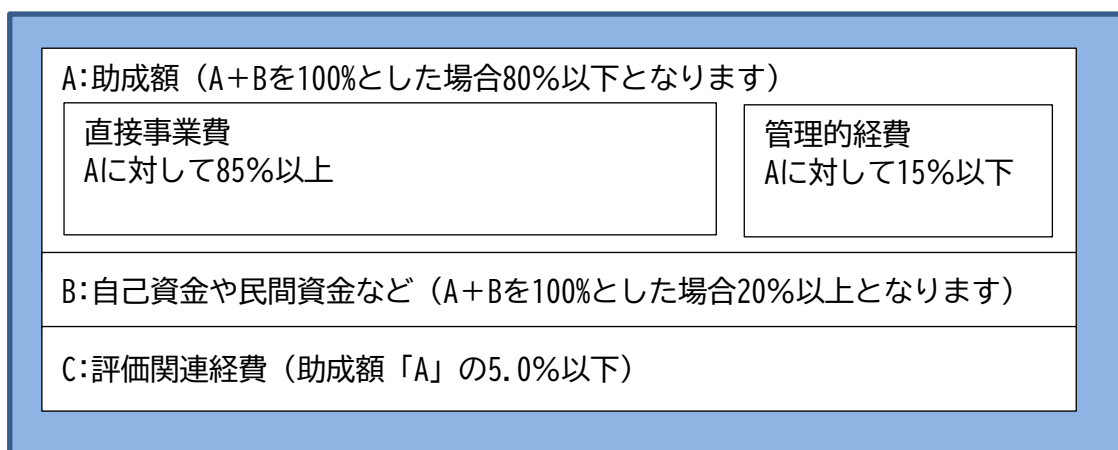 A:助成額（A＋Bを100%とした場合80％以下となります）
直接事業費
Aに対して85％以上
管理的経費
Aに対して15％以下
B:自己資金や民間資金など（A＋Bを100%とした場合20％以上となります）
C:評価関連経費（助成額「A」の5.0％以下）